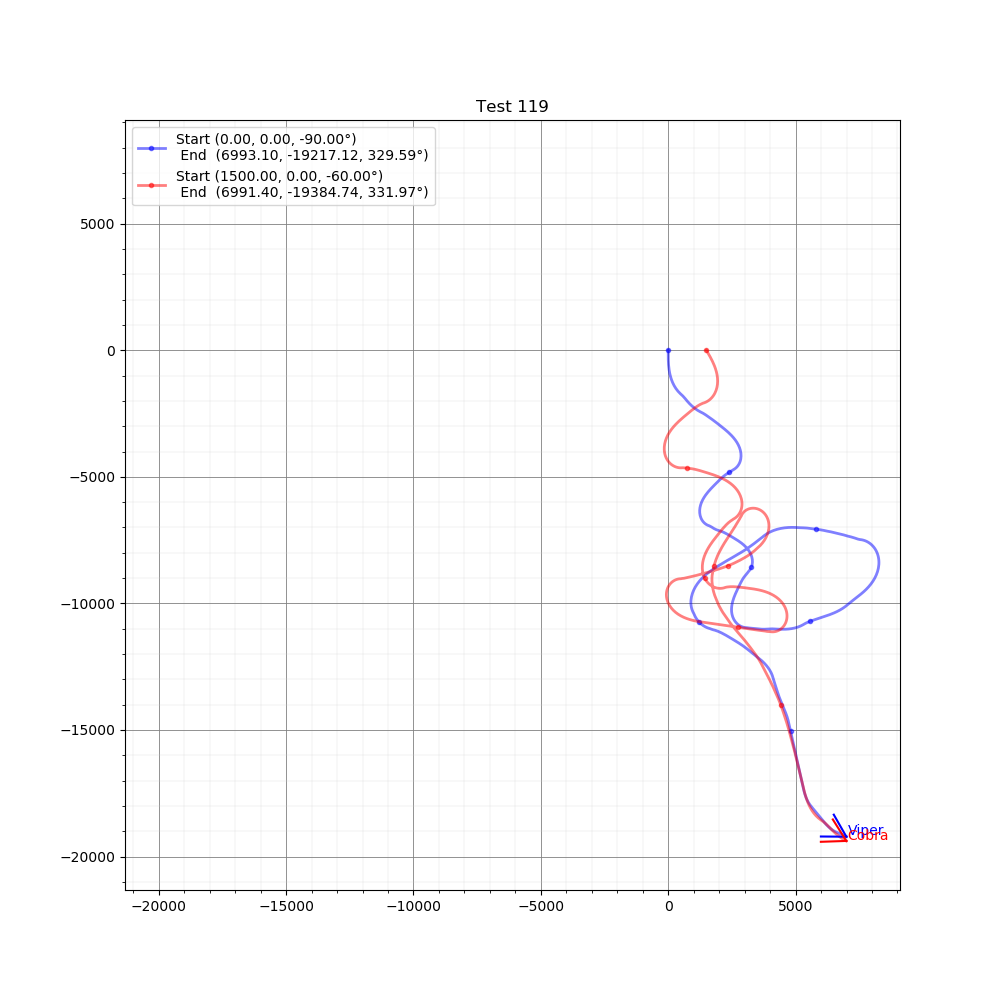 Test 119
Start (0.00, 0.00, -90.00°)
End (6993.10, -19217.12, 329.59°)
Start (1500.00, 0.00, -60.00°)
End (6991.40, -19384.74, 331.97°)
5000
0
−5000
−10000
−15000
−20000
Viper
Cobra
−20000 −15000 −10000 −5000 0 5000